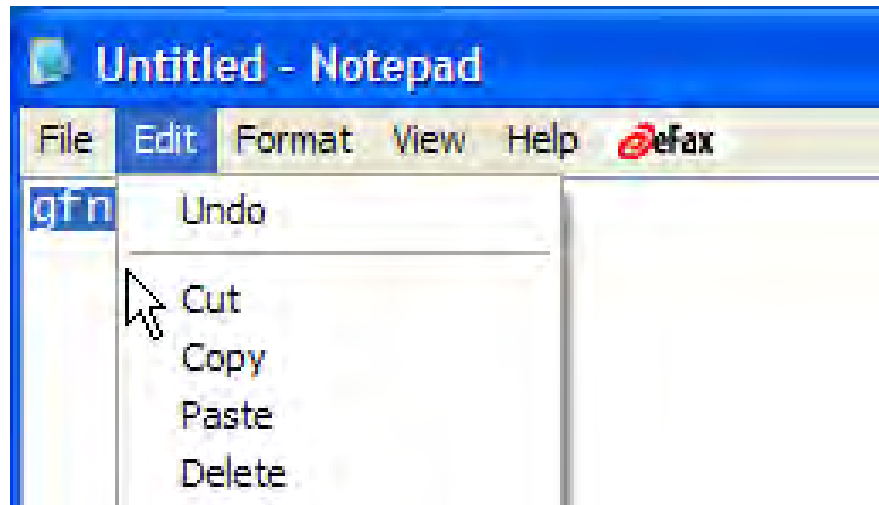 Untitled - Notepad
File Edit Format View Help eFax
gfn
Undo
Cut
Copy
Paste
Delete